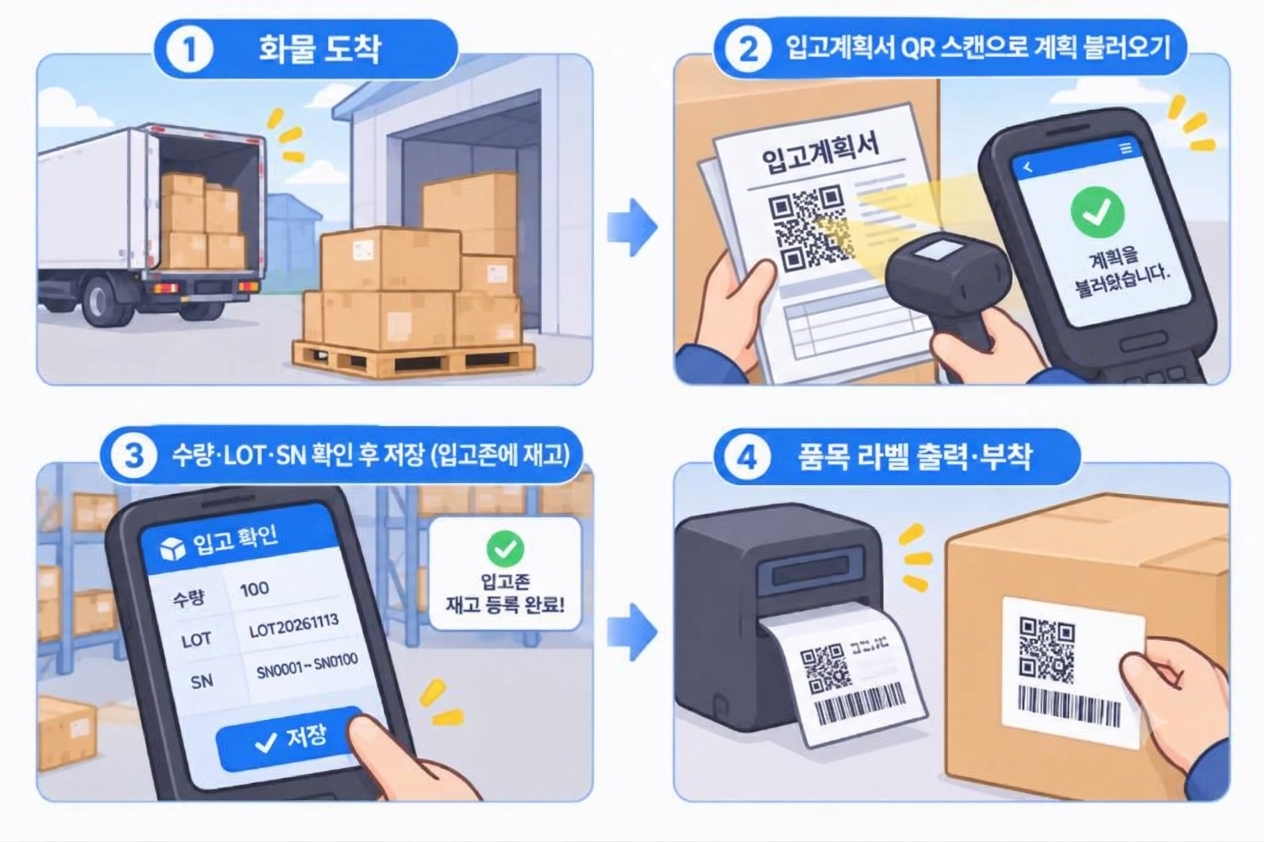 1 화물 도착
2 입고계획서 QR 스캔으로 계획 불러오기
입고계획서
계획을
불러왔습니다.
3 수량·LOT·SN 확인 후 저장 (입고존에 재고)
입고 확인
수량 100
LOT LOT20261113
SN SN0001~SN0100
저장
입고존
재고 등록 완료!
4 품목 라벨 출력·부착